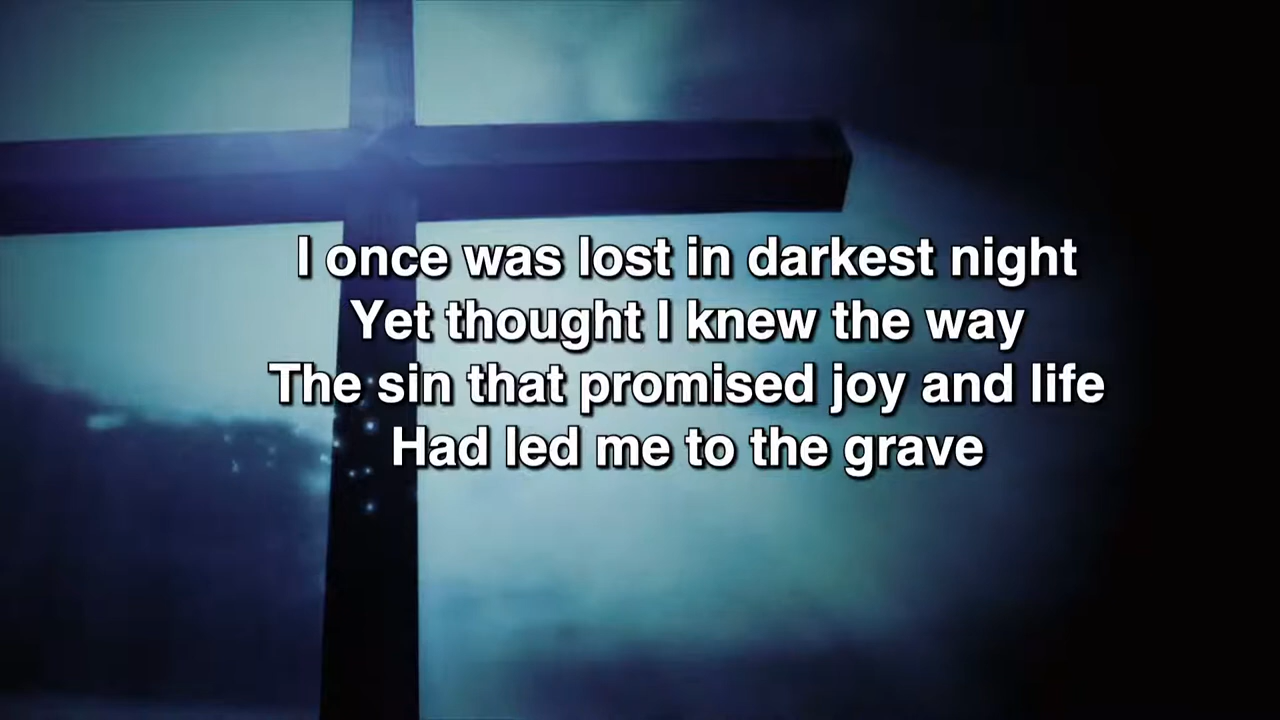 I once was lost in darkest night
Yet thought I knew the way
The sin that promised joy and life
Had led me to the grave